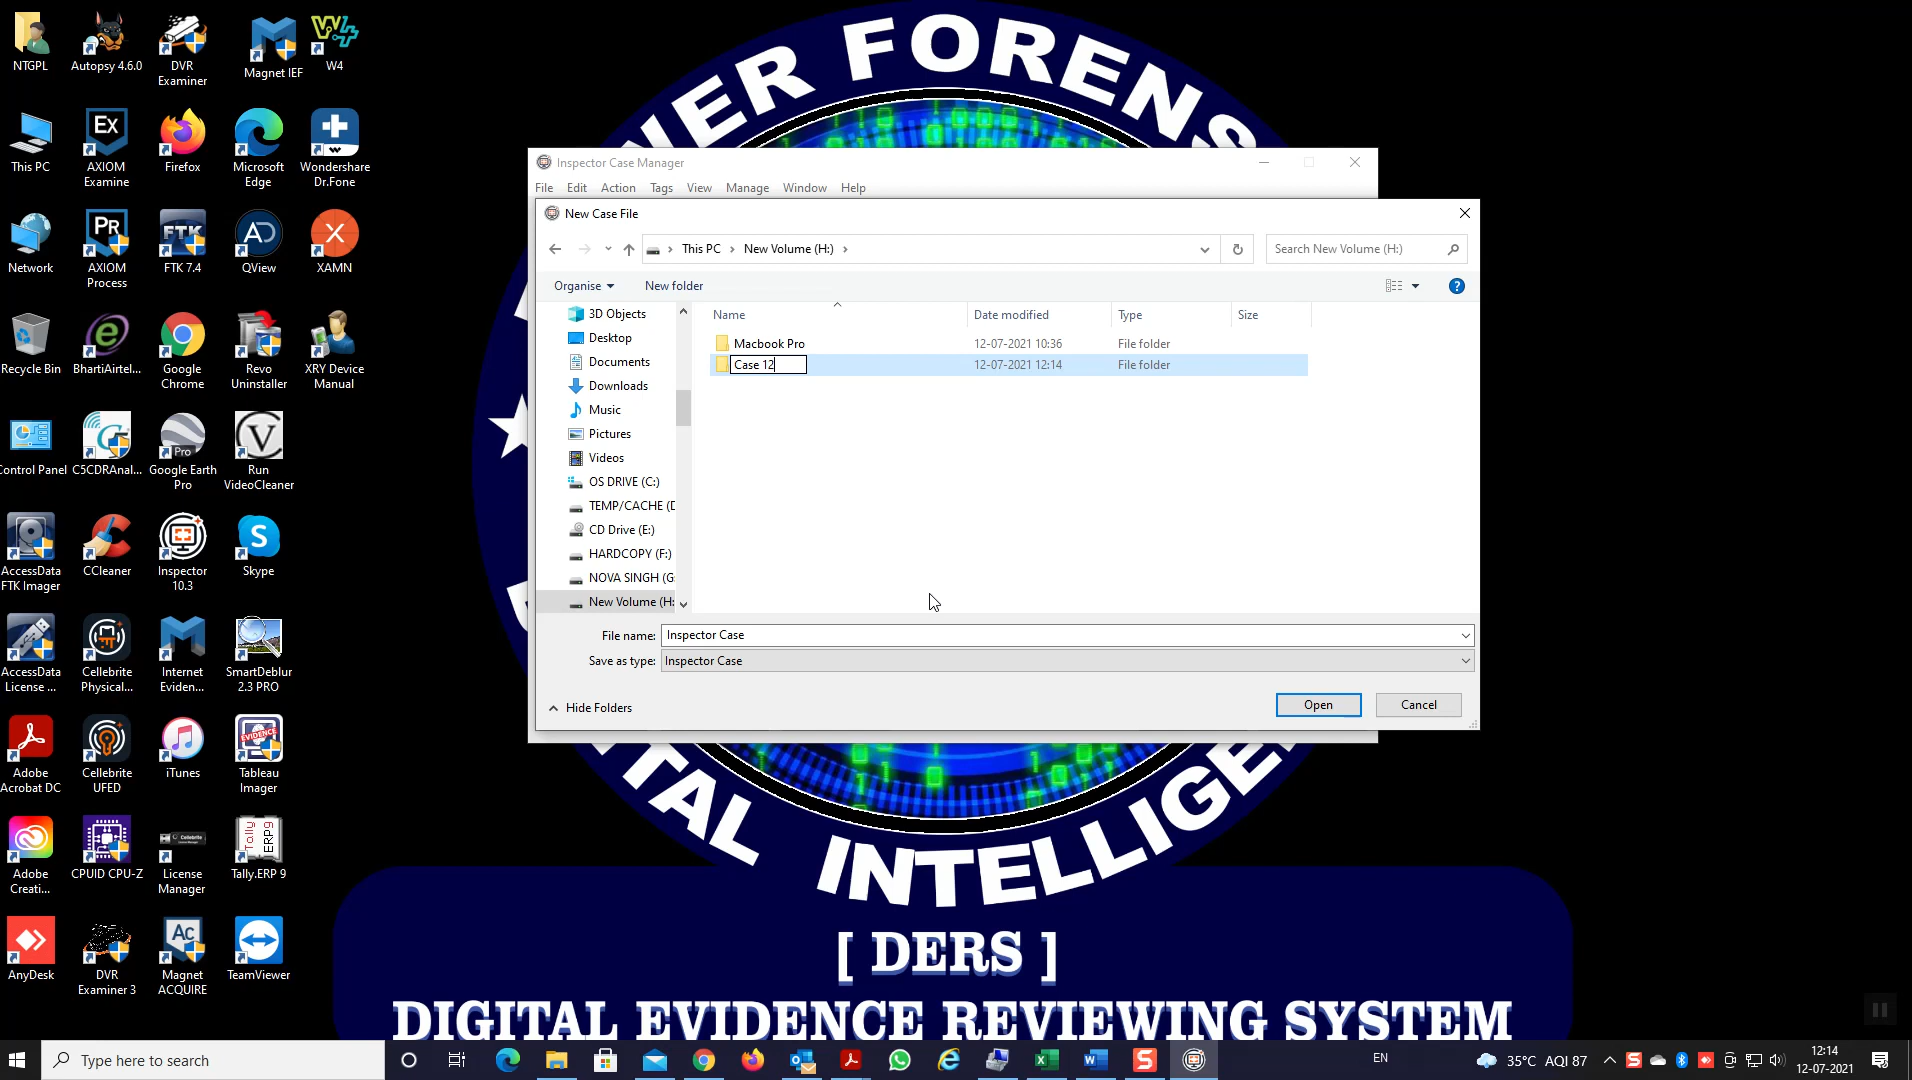 NER FORENS
NTGPL
Autopsy 4.6.0
DVR
Examiner
Magnet IEF
W4
This PC
AXIOM
Examine
Firefox
Microsoft
Edge
Wondershare
Dr.Fone
Network
AXIOM
Process
FTK 7.4
QView
XAMN
Recycle Bin
BhartiAirtel...
Google
Chrome
Revo
Uninstaller
XRY Device
Manual
ontrol Panel
C5CDRAnal...
Google Earth
Pro
Run
VideoCleaner
AccessData
FTK Imager
CCleaner
Inspector
10.3
Skype
AccessData
License ...
Cellebrite
Physical...
Internet
Eviden...
SmartDeblur
2.3 PRO
Adobe
Acrobat DC
Cellebrite
UFED
iTunes
Tableau
Imager
Adobe
Creati...
CPUID CPU-Z
License
Manager
Tally.ERP 9
AnyDesk
DVR
Examiner 3
Magnet
ACQUIRE
TeamViewer
Inspector Case Manager
File Edit Action Tags View Manage Window Help
New Case File
This PC > New Volume (H:) >
Search New Volume (H:)
Organise
New folder
Name Date modified Type Size
Macbook Pro 12-07-2021 10:36 File folder
Case 12 12-07-2021 12:14 File folder
3D Objects
Desktop
Documents
Downloads
Music
Pictures
Videos
OS DRIVE (C:)
TEMP/CACHE (D
CD Drive (E:)
HARDCOPY (F:)
NOVA SINGH (G:
New Volume (H:
File name: Inspector Case
Save as type: Inspector Case
Hide Folders
Open
Cancel
ITAL INTELLIGE
[ DERS ]
DIGITAL EVIDENCE REVIEWING SYSTEM
Type here to search
EN
35°C AQI 87
12:14
12-07-2021